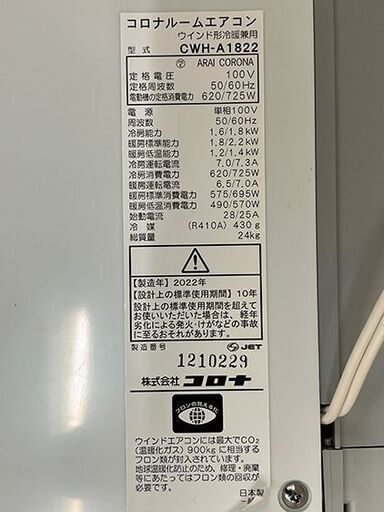 コロナルームエアコン
ウインド形冷暖兼用
型式 CWH-A1822
ARAI CORONA
定格電圧 100V
定格周波数 50/60Hz
電動機の定格消費電力 620/725W
電源 単相100V
周波数 50/60Hz
冷房能力 1.6/1.8kW
暖房標準能力 1.8/2.2kW
暖房低温能力 1.2/1.4kW
冷房運転電流 7.0/7.3A
冷房消費電力 620/725W
暖房運転電流 6.5/7.0A
暖房標準消費電力 575/695W
暖房低温消費電力 490/570W
始動電流 28/25A
冷媒 (R410A) 430g
総質量 24kg
【製造年】2022年
【設計上の標準使用期間】10年
設計上の標準使用期間を超えて
お使いいただいた場合は、経年
劣化による発火・けがなどの事故
に至るおそれがあります。
製造番号 JET
1210229
株式会社 コロナ
フロンの見える化
ウインドエアコンには最大でCO₂
(温暖化ガス) 900kgに相当する
フロン類が封入されています。
地球温暖化防止のため、修理・廃棄
等にあたってはフロン類の回収が
必要です。
日本製